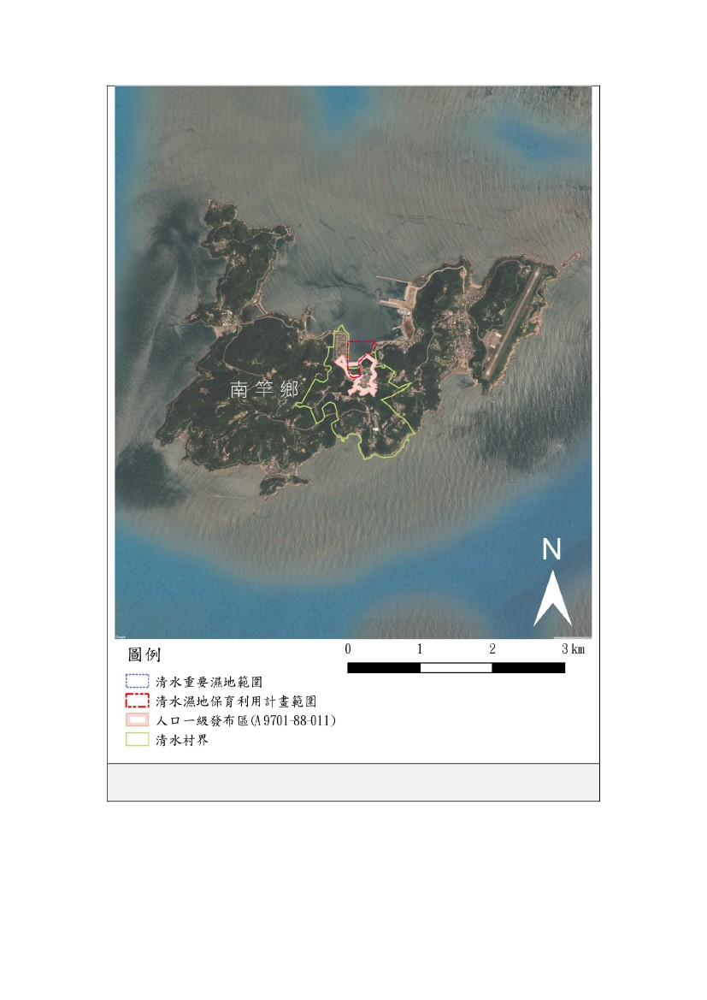 南竿鄉
N
Google
圖例
0 1 2 3 km
清水重要濕地範圍
清水濕地保育利用計畫範圍
人口一級發布區(A9701-88-011)
清水村界